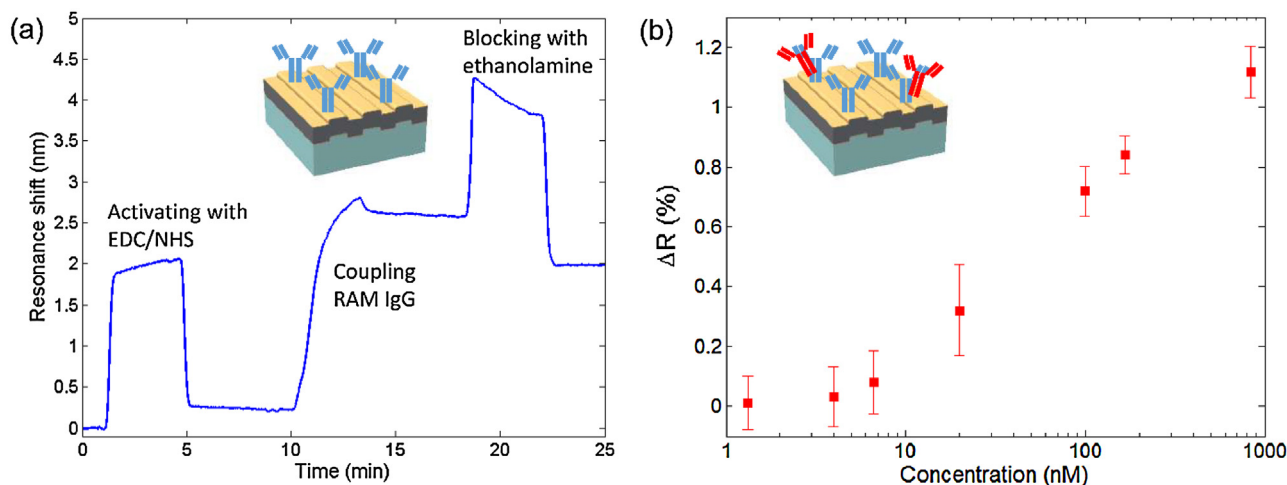 (a)
Resonance shift (nm)
5
4.5
4
3.5
3
2.5
2
1.5
1
0.5
0
Activating with
EDC/NHS
Coupling
RAM IgG
Blocking with
ethanolamine
0 5 10 15 20 25
Time (min)
(b)
ΔR (%)
1.2
1
0.8
0.6
0.4
0.2
0
1 10 100 1000
Concentration (nM)